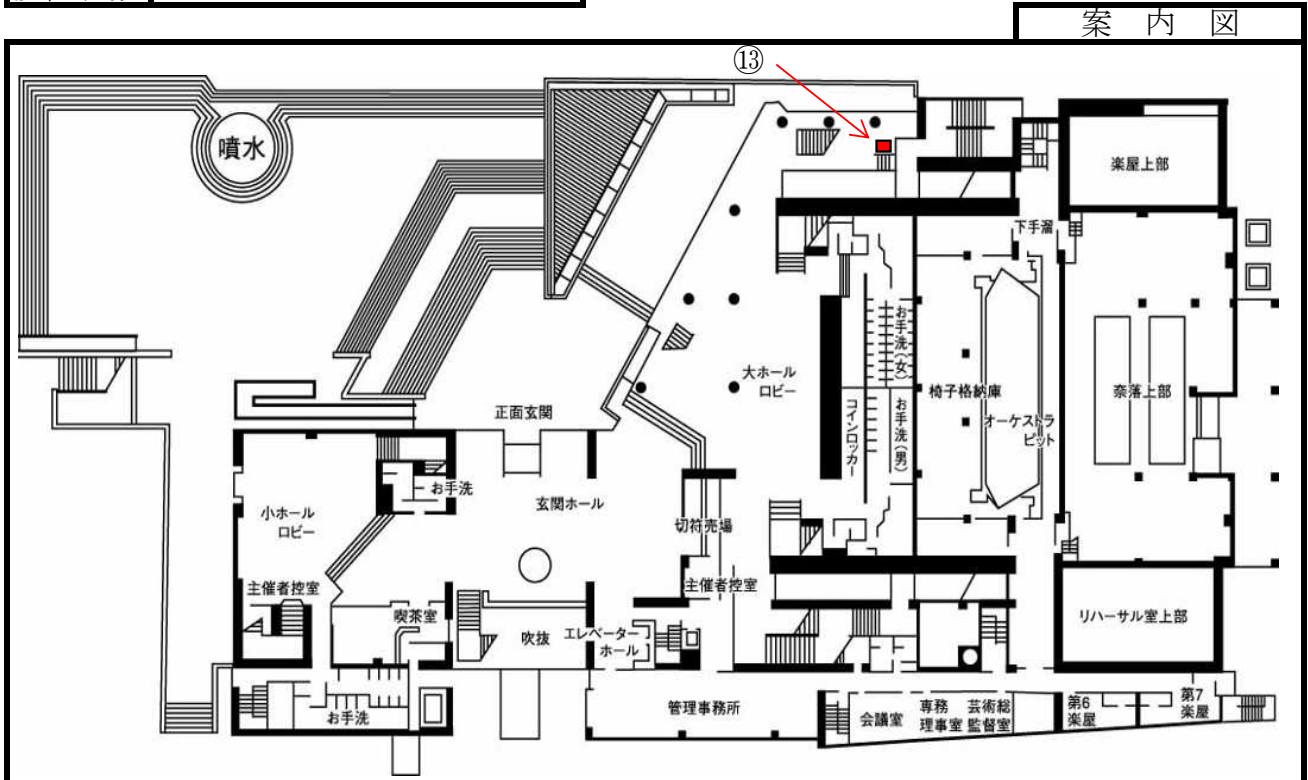 案内図
⑬
噴水
楽屋上部
下手溜
お手洗(女)
大ホール
ロビー
椅子格納庫
奈落上部
コインロッカー
お手洗(男)
オーケストラ
ピット
正面玄関
お手洗
玄関ホール
小ホール
ロビー
切符売場
主催者控室
主催者控室
喫茶室
吹抜
エレベーター
ホール
リハーサル室上部
お手洗
管理事務所
会議室
専務
理事室
芸術総
監督室
第6
楽屋
第7
楽屋